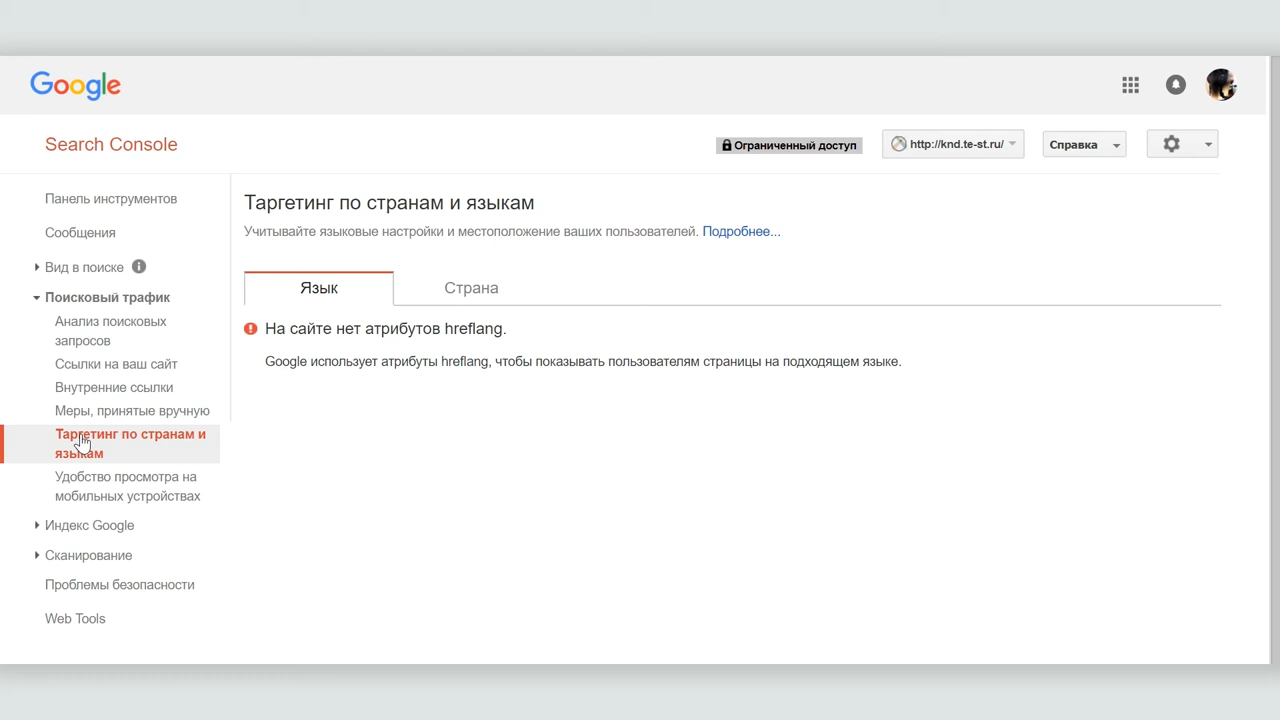 Google
Search Console
Ограниченный доступ
http://knd.te-st.ru/
Справка
Панель инструментов
Сообщения
Вид в поиске
Поисковый трафик
Анализ поисковых
запросов
Ссылки на ваш сайт
Внутренние ссылки
Меры, принятые вручную
Таргетинг по странам и
языкам
Удобство просмотра на
мобильных устройствах
Индекс Google
Сканирование
Проблемы безопасности
Web Tools
Таргетинг по странам и языкам
Учитывайте языковые настройки и местоположение ваших пользователей. Подробнее...
Язык
Страна
На сайте нет атрибутов hreflang.
Google использует атрибуты hreflang, чтобы показывать пользователям страницы на подходящем языке.